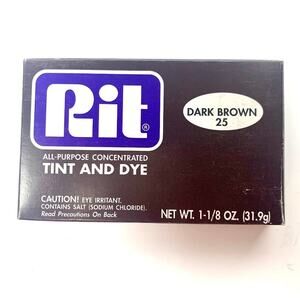 Rit®
DARK BROWN
25
ALL-PURPOSE CONCENTRATED
TINT AND DYE
CAUTION! EYE IRRITANT.
CONTAINS SALT (SODIUM CHLORIDE).
Read Precautions On Back
NET WT. 1-1/8 OZ. (31.9g)